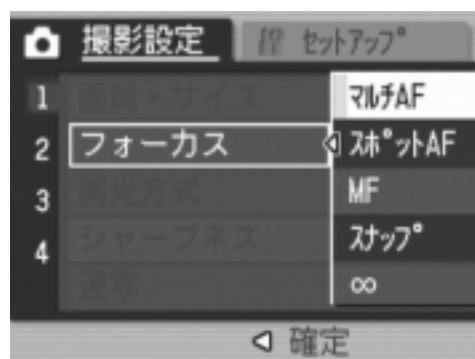 撮影設定 セットアップ
1 画質・サイズ マルチAF
2 フォーカス スポットAF
3 測光方式 MF
4 シャープネス スナップ
連写 ∞
確定